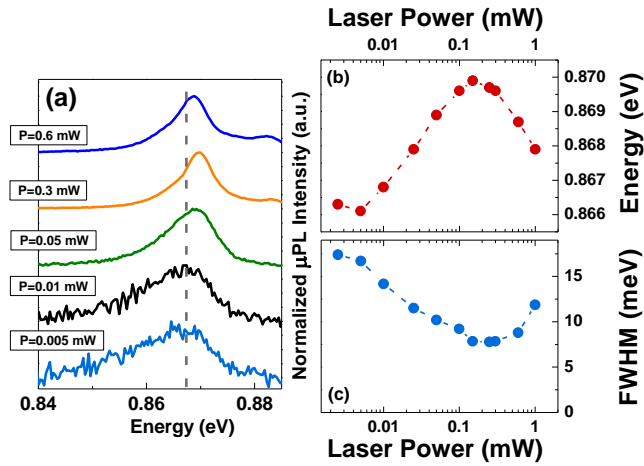 Laser Power (mW)
0.01 0.1 1
(a)
P=0.6 mW
P=0.3 mW
P=0.05 mW
P=0.01 mW
P=0.005 mW
0.84 0.86 0.88
Energy (eV)
Normalized μPL Intensity (a.u.)
(b)
0.870
0.869
0.868
0.867
0.866
Energy (eV)
15
10
5
0
FWHM (meV)
(c)
0.01 0.1 1
Laser Power (mW)